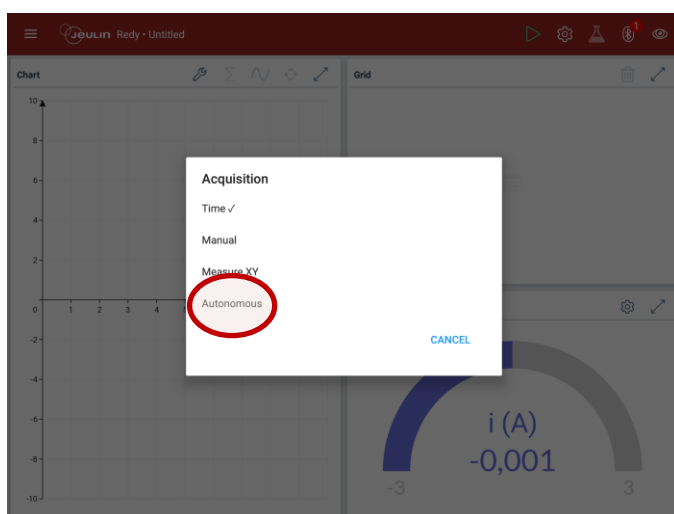 Jeulin Redy • Untitled
1
Chart
Grid
10
8
6
4
2
0 1 2 3 4
-2
-4
-6
-8
-10
Acquisition
Time ✓
Manual
Measure XY
Autonomous
CANCEL
i (A)
-0,001
-3 3